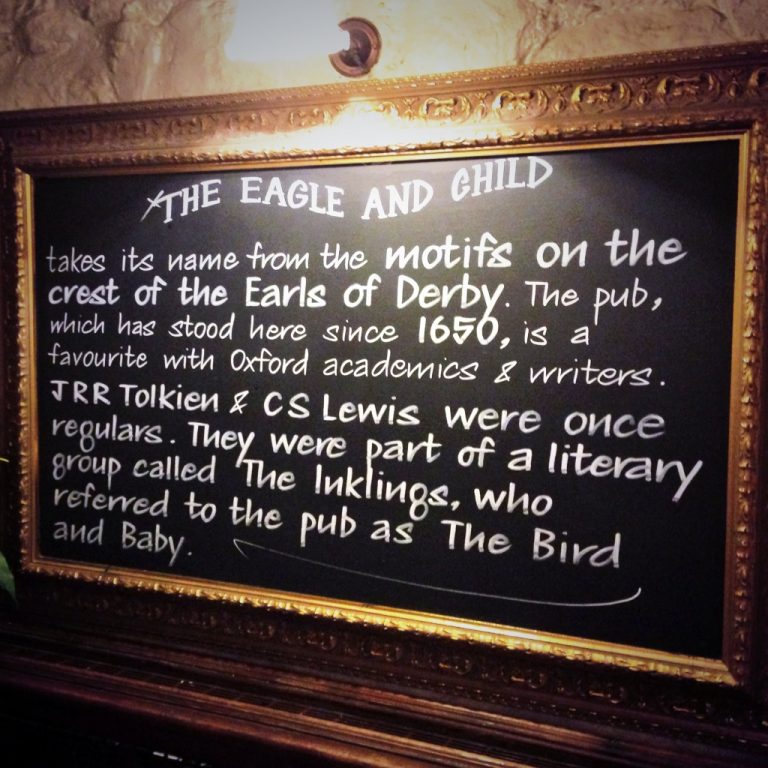 THE EAGLE AND CHILD
takes its name from the motifs on the
crest of the Earls of Derby. The pub,
which has stood here since 1650, is a
favourite with Oxford academics & writers.
JRR Tolkien & CS Lewis were once
regulars. They were part of a literary
group called The Inklings, who
referred to the pub as The Bird
and Baby.